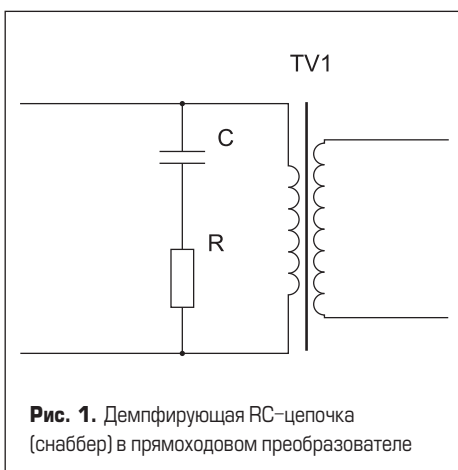 TV1
C
R
Рис. 1. Демпфирующая RC-цепочка
(снаббер) в прямоходовом преобразователе